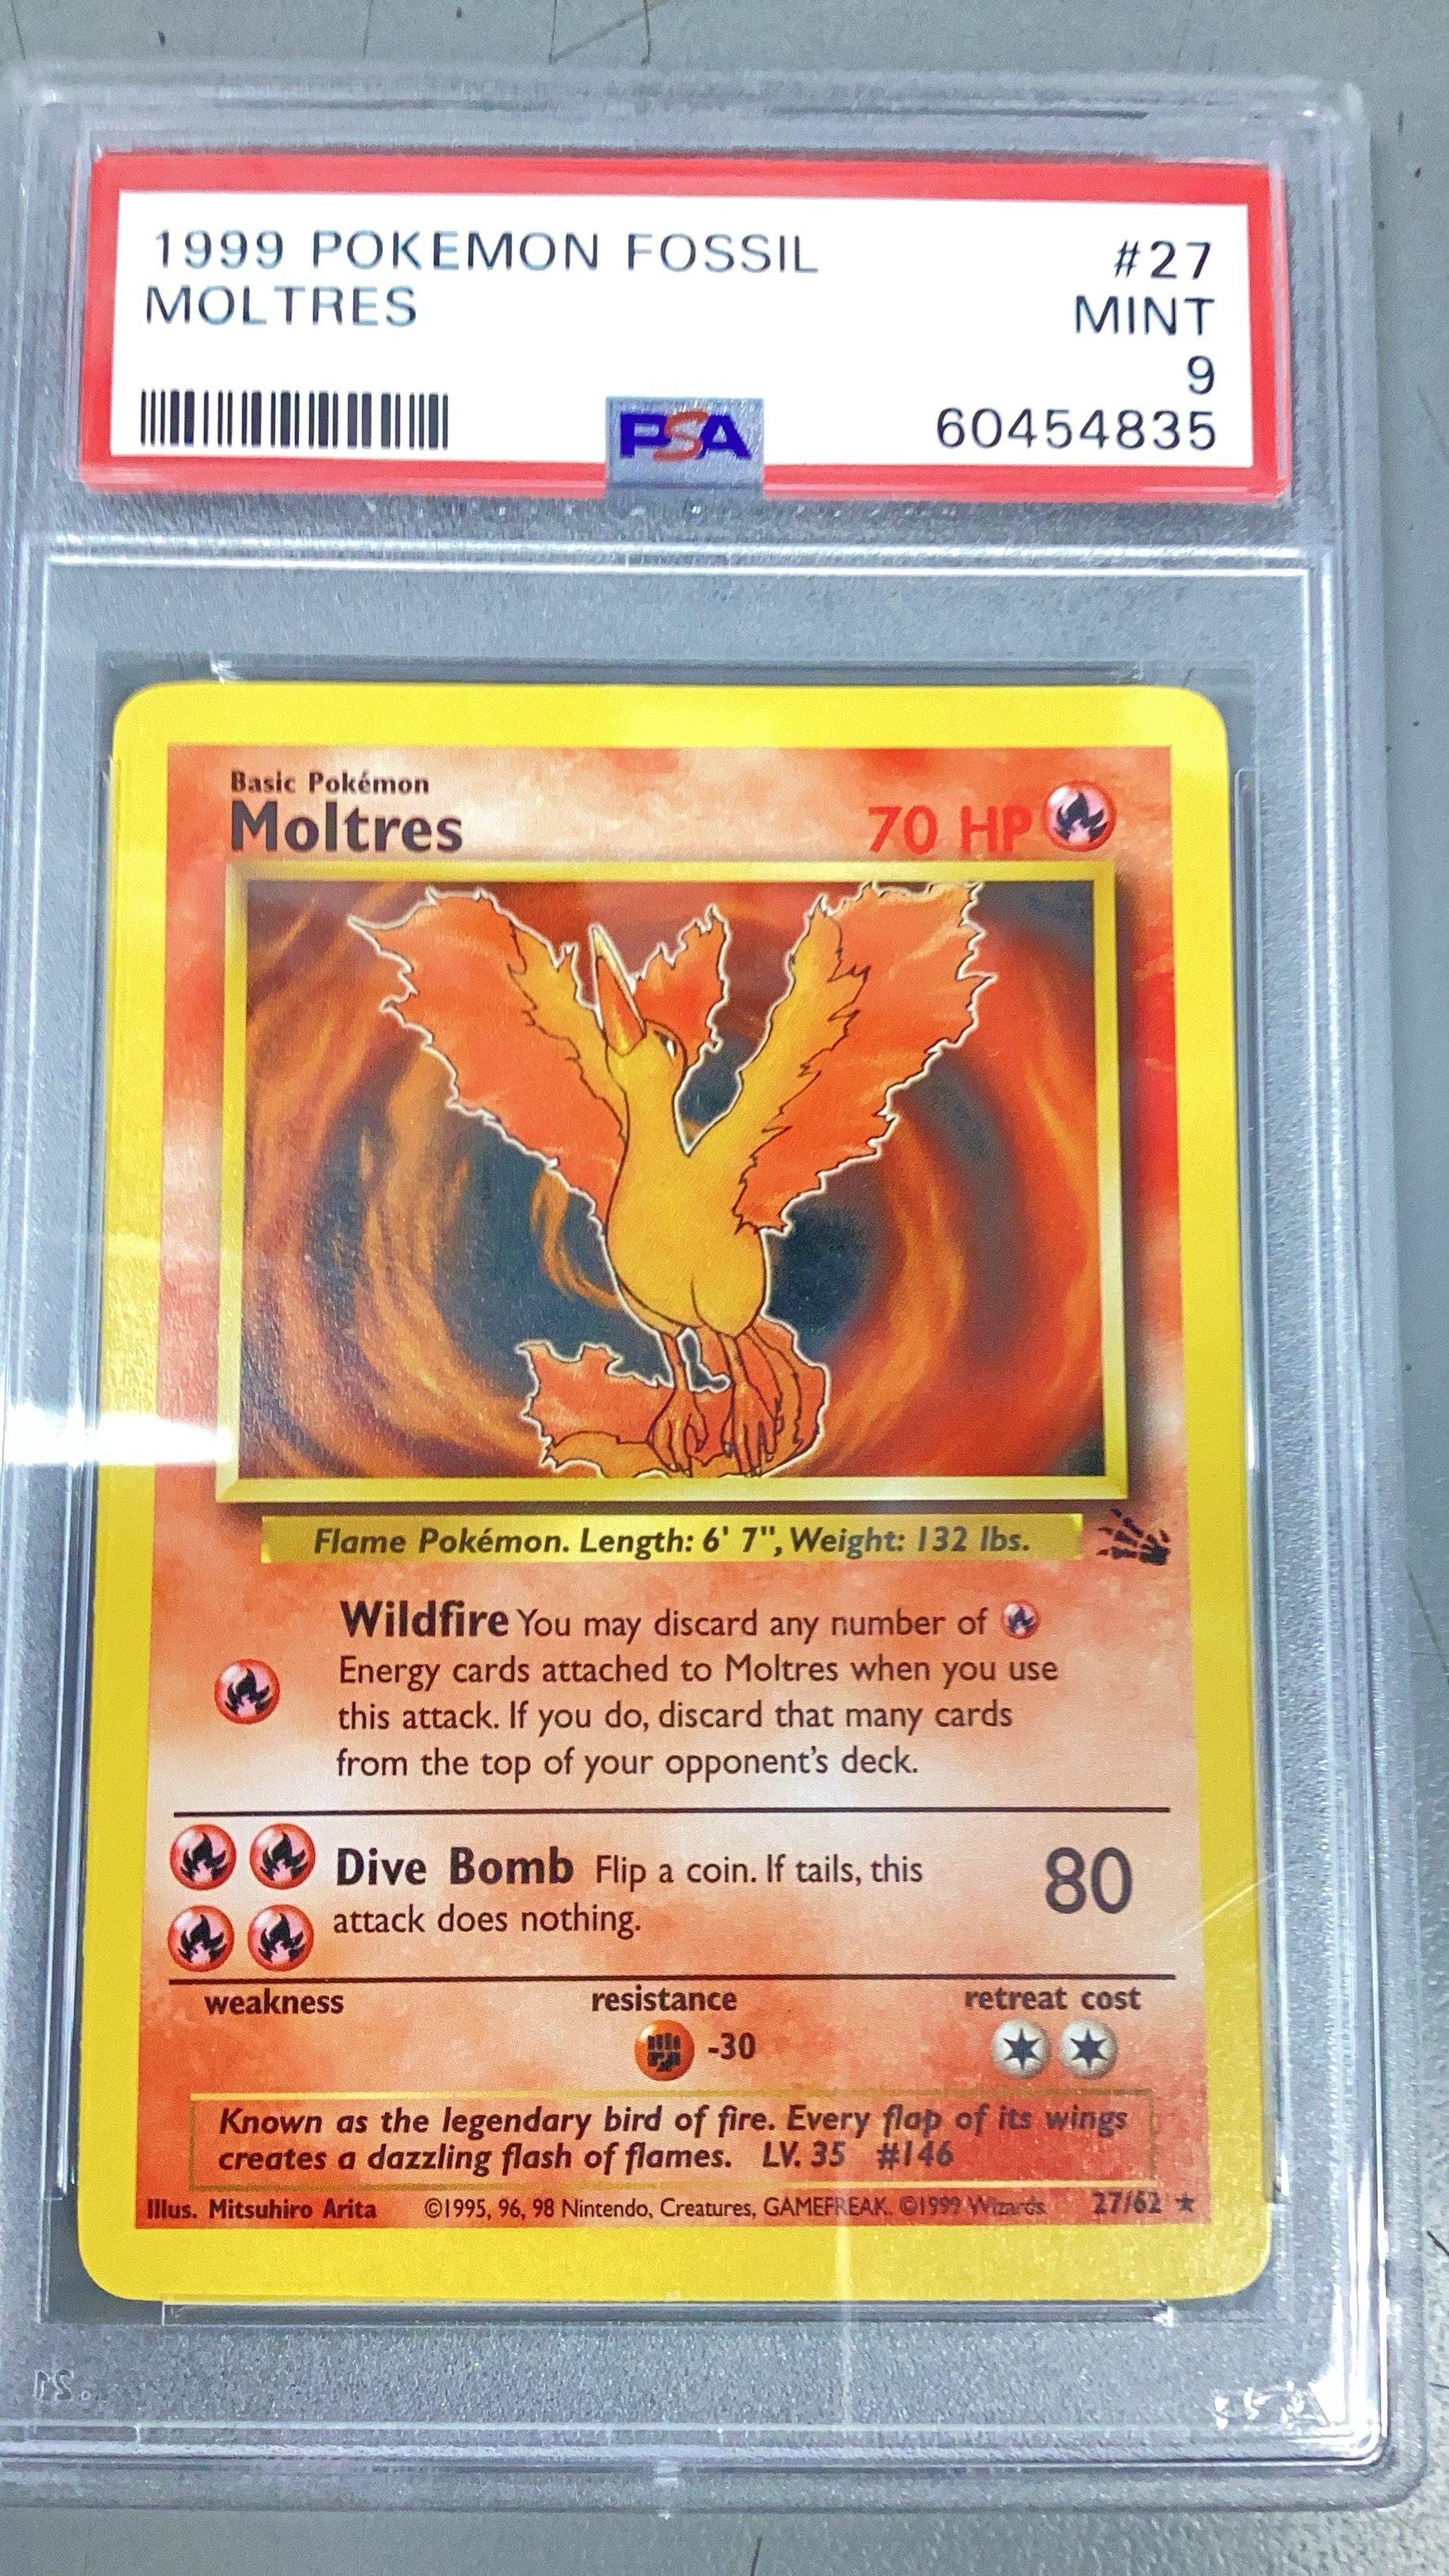 1999 POKEMON FOSSIL #27
MOLTRES MINT
9
PSA 60454835
Basic Pokémon
Moltres 70 HP
Flame Pokémon. Length: 6' 7", Weight: 132 lbs.
Wildfire You may discard any number of
Energy cards attached to Moltres when you use
this attack. If you do, discard that many cards
from the top of your opponent's deck.
Dive Bomb Flip a coin. If tails, this 80
attack does nothing.
weakness resistance retreat cost
-30
Known as the legendary bird of fire. Every flap of its wings
creates a dazzling flash of flames. LV. 35 #146
Illus. Mitsuhiro Arita ©1995, 96, 98 Nintendo, Creatures, GAMEFREAK. ©1999 Wizards. 27/62 ★